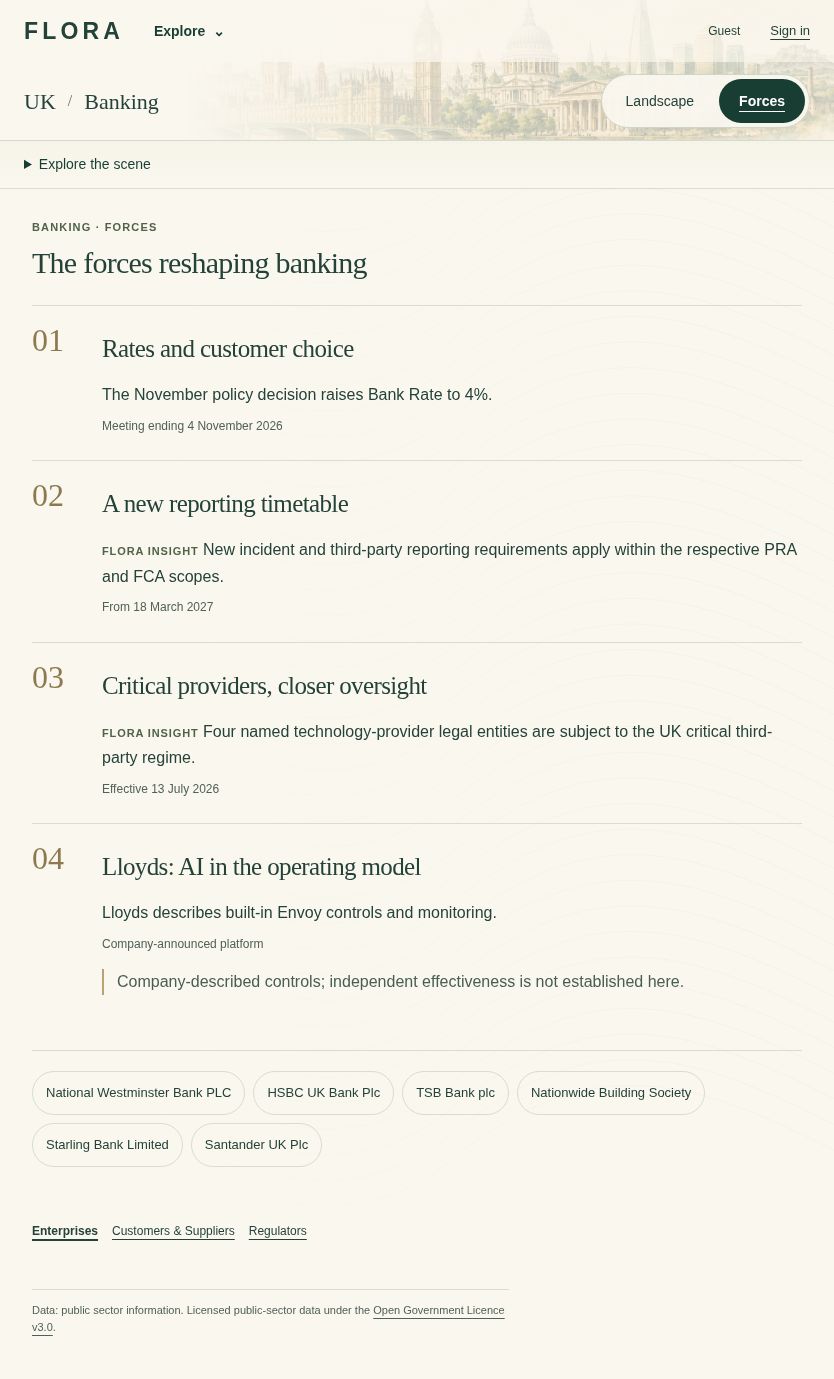 FLORA Explore Guest Sign in
UK / Banking Landscape Forces
Explore the scene
BANKING · FORCES
The forces reshaping banking
01 Rates and customer choice
The November policy decision raises Bank Rate to 4%.
Meeting ending 4 November 2026
02 A new reporting timetable
FLORA INSIGHT New incident and third-party reporting requirements apply within the respective PRA
and FCA scopes.
From 18 March 2027
03 Critical providers, closer oversight
FLORA INSIGHT Four named technology-provider legal entities are subject to the UK critical third-
party regime.
Effective 13 July 2026
04 Lloyds: AI in the operating model
Lloyds describes built-in Envoy controls and monitoring.
Company-announced platform
Company-described controls; independent effectiveness is not established here.
National Westminster Bank PLC HSBC UK Bank Plc TSB Bank plc Nationwide Building Society
Starling Bank Limited Santander UK Plc
Enterprises Customers & Suppliers Regulators
Data: public sector information. Licensed public-sector data under the Open Government Licence
v3.0.